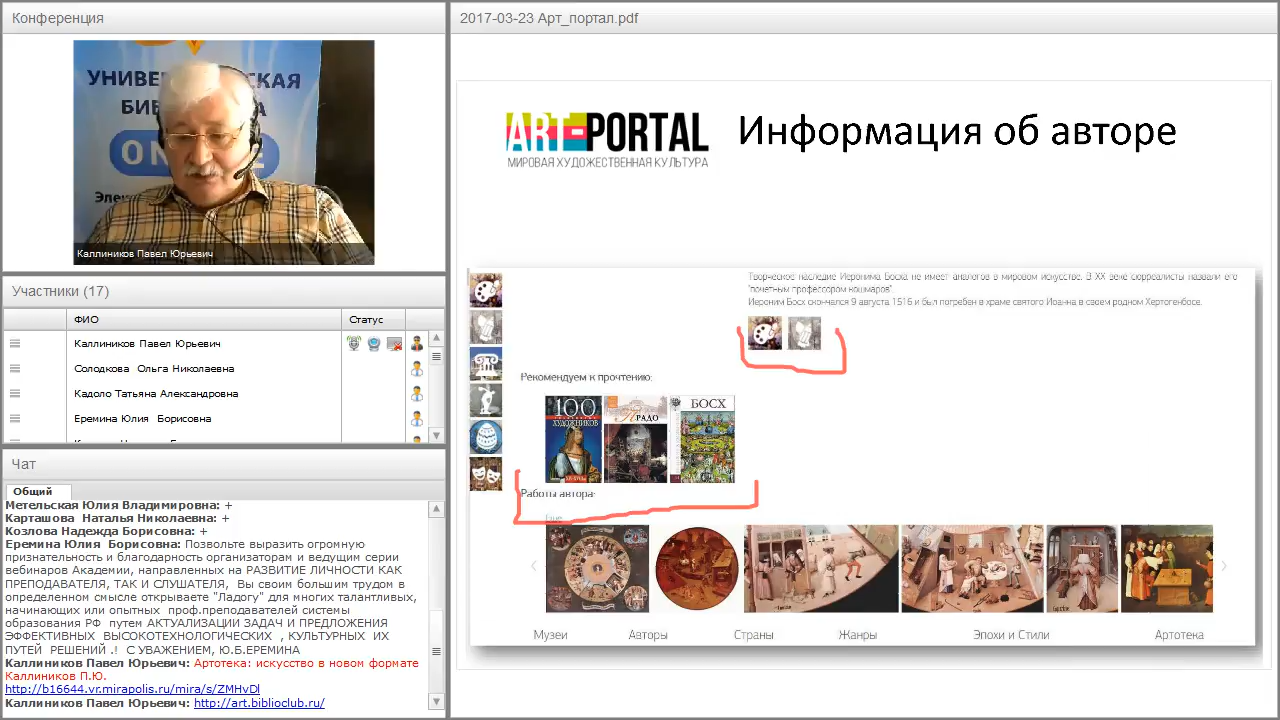 Конференция
УНИВЕР СКАЯ
БИБ А
ON E
Эле
Каллиников Павел Юрьевич
Участники (17)
ФИО Статус
Каллиников Павел Юрьевич
Солодкова Ольга Николаевна
Кадоло Татьяна Александровна
Еремина Юлия Борисовна
Чат
Общий
Метельская Юлия Владимировна: +
Карташова Наталья Николаевна: +
Козлова Надежда Борисовна: +
Еремина Юлия Борисовна: Позвольте выразить огромную
признательность и благодарность организаторам и ведущим серии
вебинаров Академии, направленных на РАЗВИТИЕ ЛИЧНОСТИ КАК
ПРЕПОДАВАТЕЛЯ, ТАК И СЛУШАТЕЛЯ, Вы своим большим трудом в
определенном смысле открываете "Ладогу" для многих талантливых,
начинающих или опытных проф.преподавателей системы
образования РФ путем АКТУАЛИЗАЦИИ ЗАДАЧ И ПРЕДЛОЖЕНИЯ
ЭФФЕКТИВНЫХ ВЫСОКОТЕХНОЛОГИЧЕСКИХ , КУЛЬТУРНЫХ ИХ
ПУТЕЙ РЕШЕНИЙ .! С УВАЖЕНИЕМ, Ю.Б.ЕРЕМИНА
Каллиников Павел Юрьевич: Артотека: искусство в новом формате
Каллиников П.Ю.
http://b16644.vr.mirapolis.ru/mira/s/ZMHvDl
Каллиников Павел Юрьевич: http://art.biblioclub.ru/
2017-03-23 Арт_портал.pdf
ART-PORTAL
МИРОВАЯ ХУДОЖЕСТВЕННАЯ КУЛЬТУРА
Информация об авторе
Творческое наследие Иеронима Босха не имеет аналогов в мировом искусстве. В XX веке сюрреалисты назвали его
"почетным профессором кошмаров".
Иероним Босх скончался 9 августа 1516 и был погребен в храме святого Иоанна в своем родном Хертогенбосе.
Рекомендуем к прочтению:
100
ХУДОЖНИКОВ
ПРАДО
БОСХ
Работы автора:
Еще
Музеи Авторы Страны Жанры Эпохи и Стили Артотека